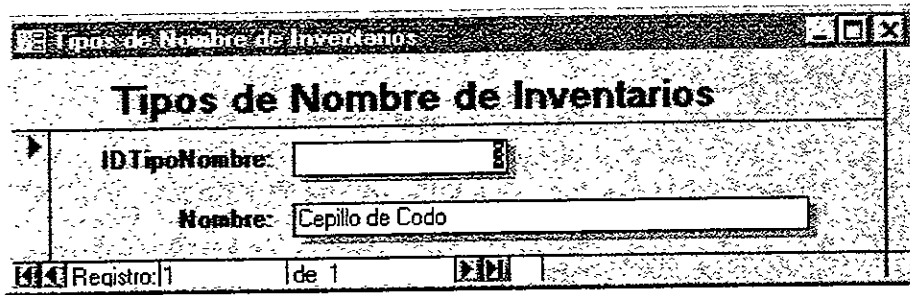 Tipos de Nombre de Inventarios
Tipos de Nombre de Inventarios
IDTipoNombre:
Nombre: Cepillo de Codo
Registro: 1 de 1